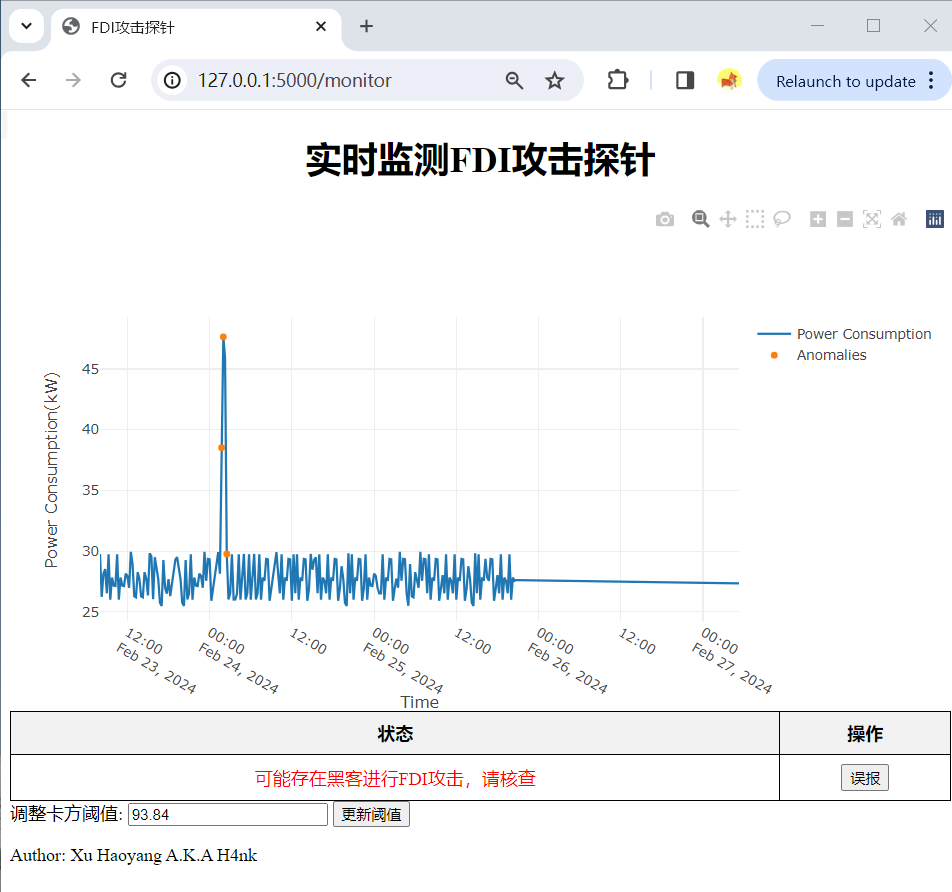 FDI攻击探针
127.0.0.1:5000/monitor
Relaunch to update
实时监测FDI攻击探针
Power Consumption
Anomalies
Power Consumption(kW)
45
40
35
30
25
12:00
Feb 23, 2024
00:00
Feb 24, 2024
12:00
00:00
Feb 25, 2024
12:00
00:00
Feb 26, 2024
12:00
00:00
Feb 27, 2024
Time
状态 操作
可能存在黑客进行FDI攻击，请核查 误报
调整卡方阈值: 93.84 更新阈值
Author: Xu Haoyang A.K.A H4nk